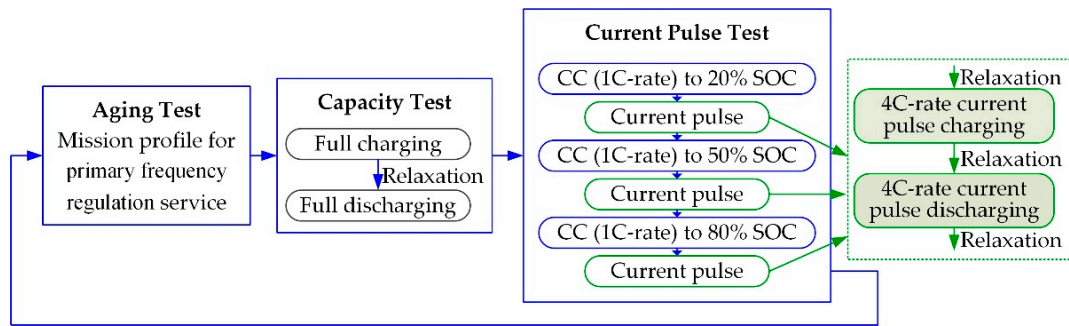 Aging Test
Mission profile for
primary frequency
regulation service
Capacity Test
Full charging
Relaxation
Full discharging
Current Pulse Test
CC (1C-rate) to 20% SOC
Current pulse
CC (1C-rate) to 50% SOC
Current pulse
CC (1C-rate) to 80% SOC
Current pulse
Relaxation
4C-rate current
pulse charging
Relaxation
4C-rate current
pulse discharging
Relaxation